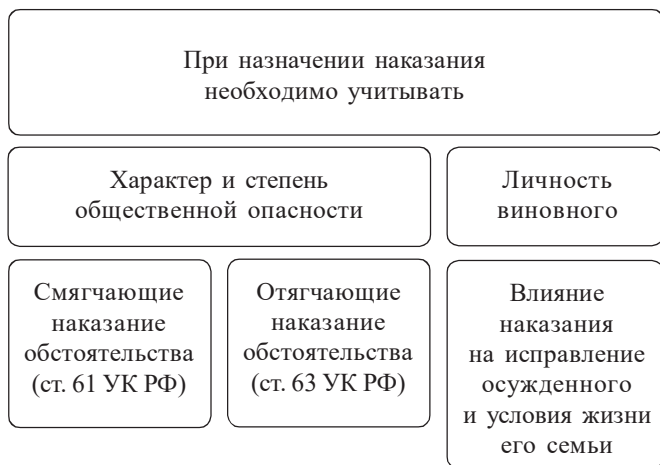 При назначении наказания
необходимо учитывать
Характер и степень
общественной опасности
Личность
виновного
Смягчающие
наказание
обстоятельства
(ст. 61 УК РФ)
Отягчающие
наказание
обстоятельства
(ст. 63 УК РФ)
Влияние
наказания
на исправление
осужденного
и условия жизни
его семьи